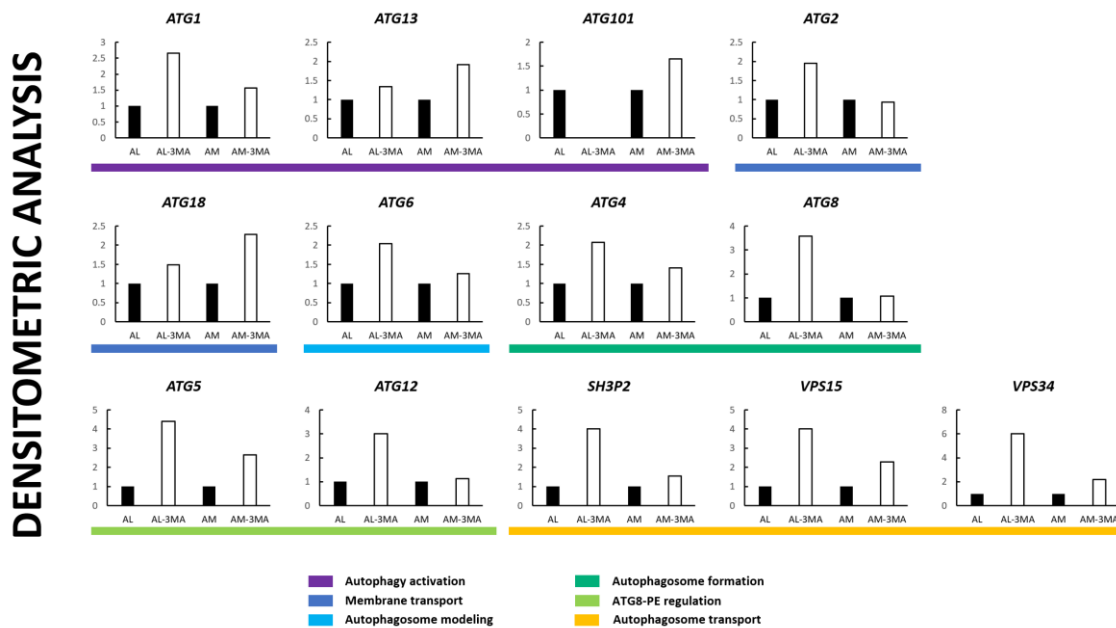 DENSITOMETRIC ANALYSIS
ATG1 ATG13 ATG101 ATG2
3 2.5 2 1.5 1 0.5 0
2.5 2 1.5 1 0.5 0
2 1.5 1 0.5 0
2.5 2 1.5 1 0.5 0
AL AL-3MA AM AM-3MA AL AL-3MA AM AM-3MA AL AL-3MA AM AM-3MA AL AL-3MA AM AM-3MA
ATG18 ATG6 ATG4 ATG8
2.5 2 1.5 1 0.5 0
2.5 2 1.5 1 0.5 0
2.5 2 1.5 1 0.5 0
4 3 2 1 0
AL AL-3MA AM AM-3MA AL AL-3MA AM AM-3MA AL AL-3MA AM AM-3MA AL AL-3MA AM AM-3MA
ATG5 ATG12 SH3P2 VPS15 VPS34
5 4 3 2 1 0
4 3 2 1 0
5 4 3 2 1 0
5 4 3 2 1 0
8 6 4 2 0
AL AL-3MA AM AM-3MA AL AL-3MA AM AM-3MA AL AL-3MA AM AM-3MA AL AL-3MA AM AM-3MA AL AL-3MA AM AM-3MA
Autophagy activation
Membrane transport
Autophagosome modeling
Autophagosome formation
ATG8-PE regulation
Autophagosome transport